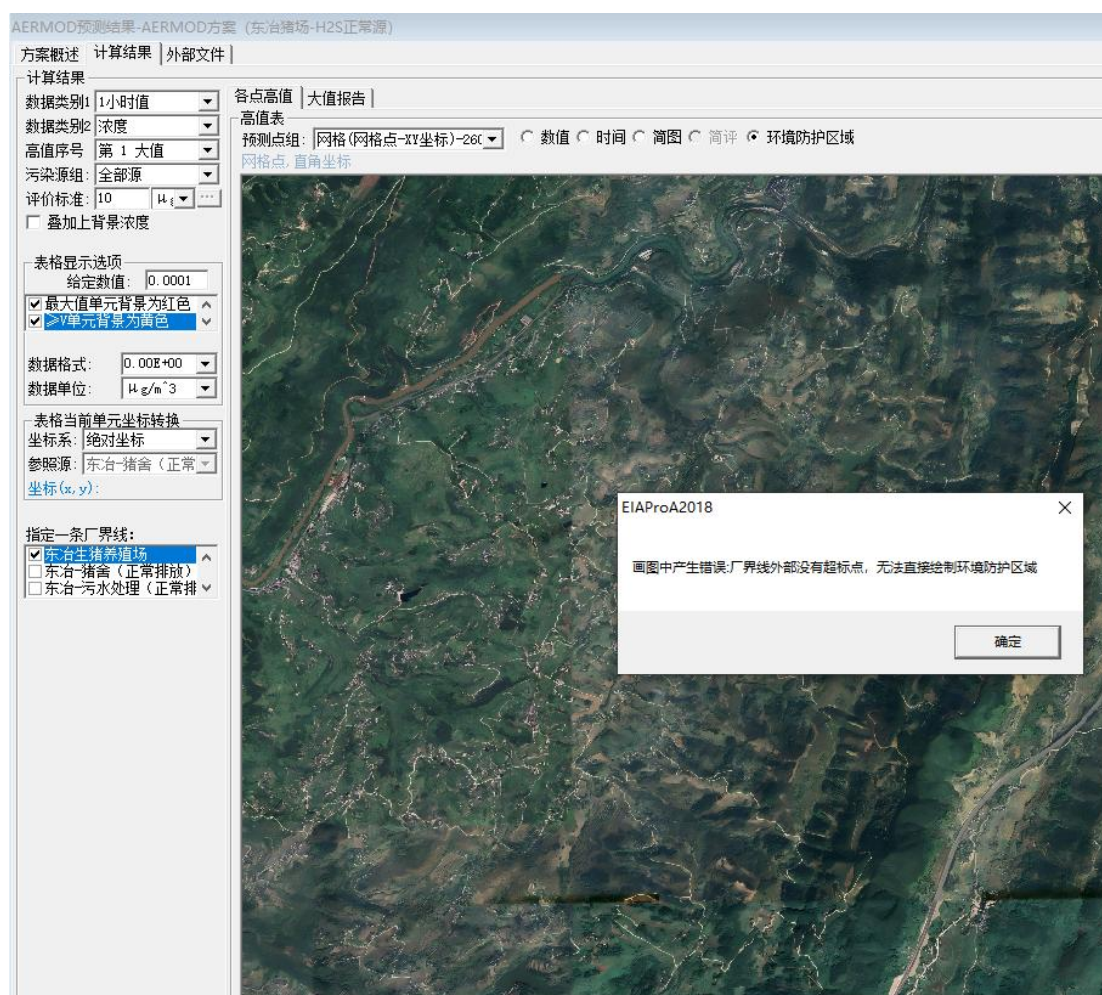 AERMOD预测结果-AERMOD方案 (东冶猪场-H2S正常源)
方案概述 计算结果 外部文件
计算结果
数据类别1 1小时值
数据类别2 浓度
高值序号 第 1 大值
污染源组: 全部源
评价标准: 10 μg ...
叠加上背景浓度
表格显示选项
给定数值: 0.0001
最大值单元背景为红色
≥V单元背景为黄色
数据格式: 0.00E+00
数据单位: μg/m^3
表格当前单元坐标转换
坐标系: 绝对坐标
参照源: 东冶-猪舍（正常
坐标(x,y):
指定一条厂界线:
东冶生猪养殖场
东冶-猪舍（正常排放）
东冶-污水处理（正常排
各点高值 大值报告
高值表
预测点组: 网格(网格点-XY坐标)-260 数值 时间 简图 简评 环境防护区域
网格点,直角坐标
EIAProA2018
画图中产生错误:厂界线外部没有超标点，无法直接绘制环境防护区域
确定